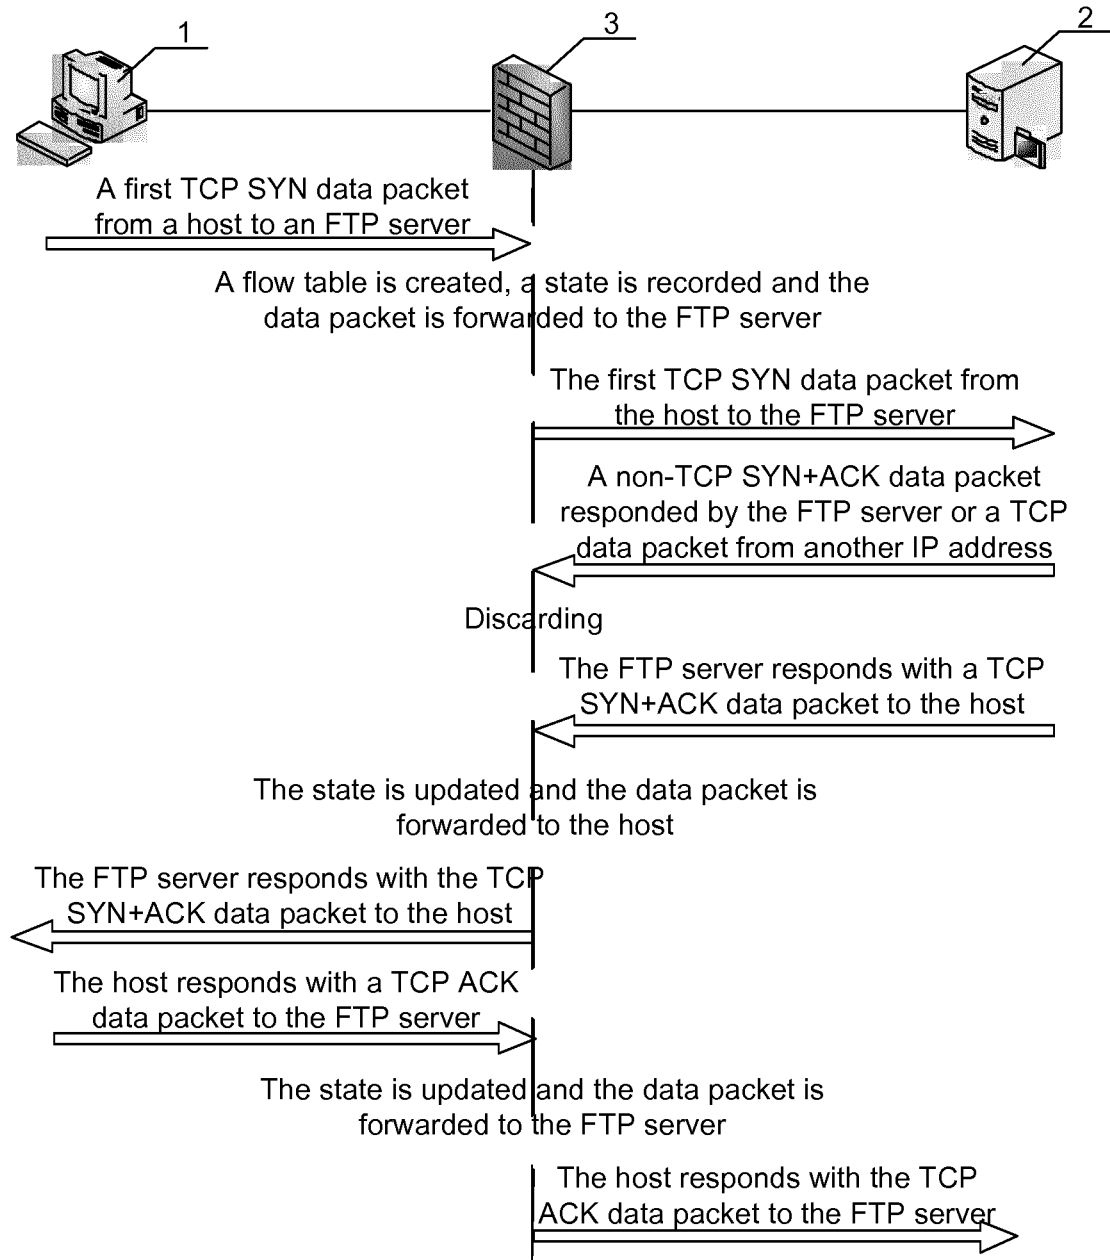 1
3
2
A first TCP SYN data packet
from a host to an FTP server
A flow table is created, a state is recorded and the
data packet is forwarded to the FTP server
The first TCP SYN data packet from
the host to the FTP server
A non-TCP SYN+ACK data packet
responded by the FTP server or a TCP
data packet from another IP address
Discarding
The FTP server responds with a TCP
SYN+ACK data packet to the host
The state is updated and the data packet is
forwarded to the host
The FTP server responds with the TCP
SYN+ACK data packet to the host
The host responds with a TCP ACK
data packet to the FTP server
The state is updated and the data packet is
forwarded to the FTP server
The host responds with the TCP
ACK data packet to the FTP server